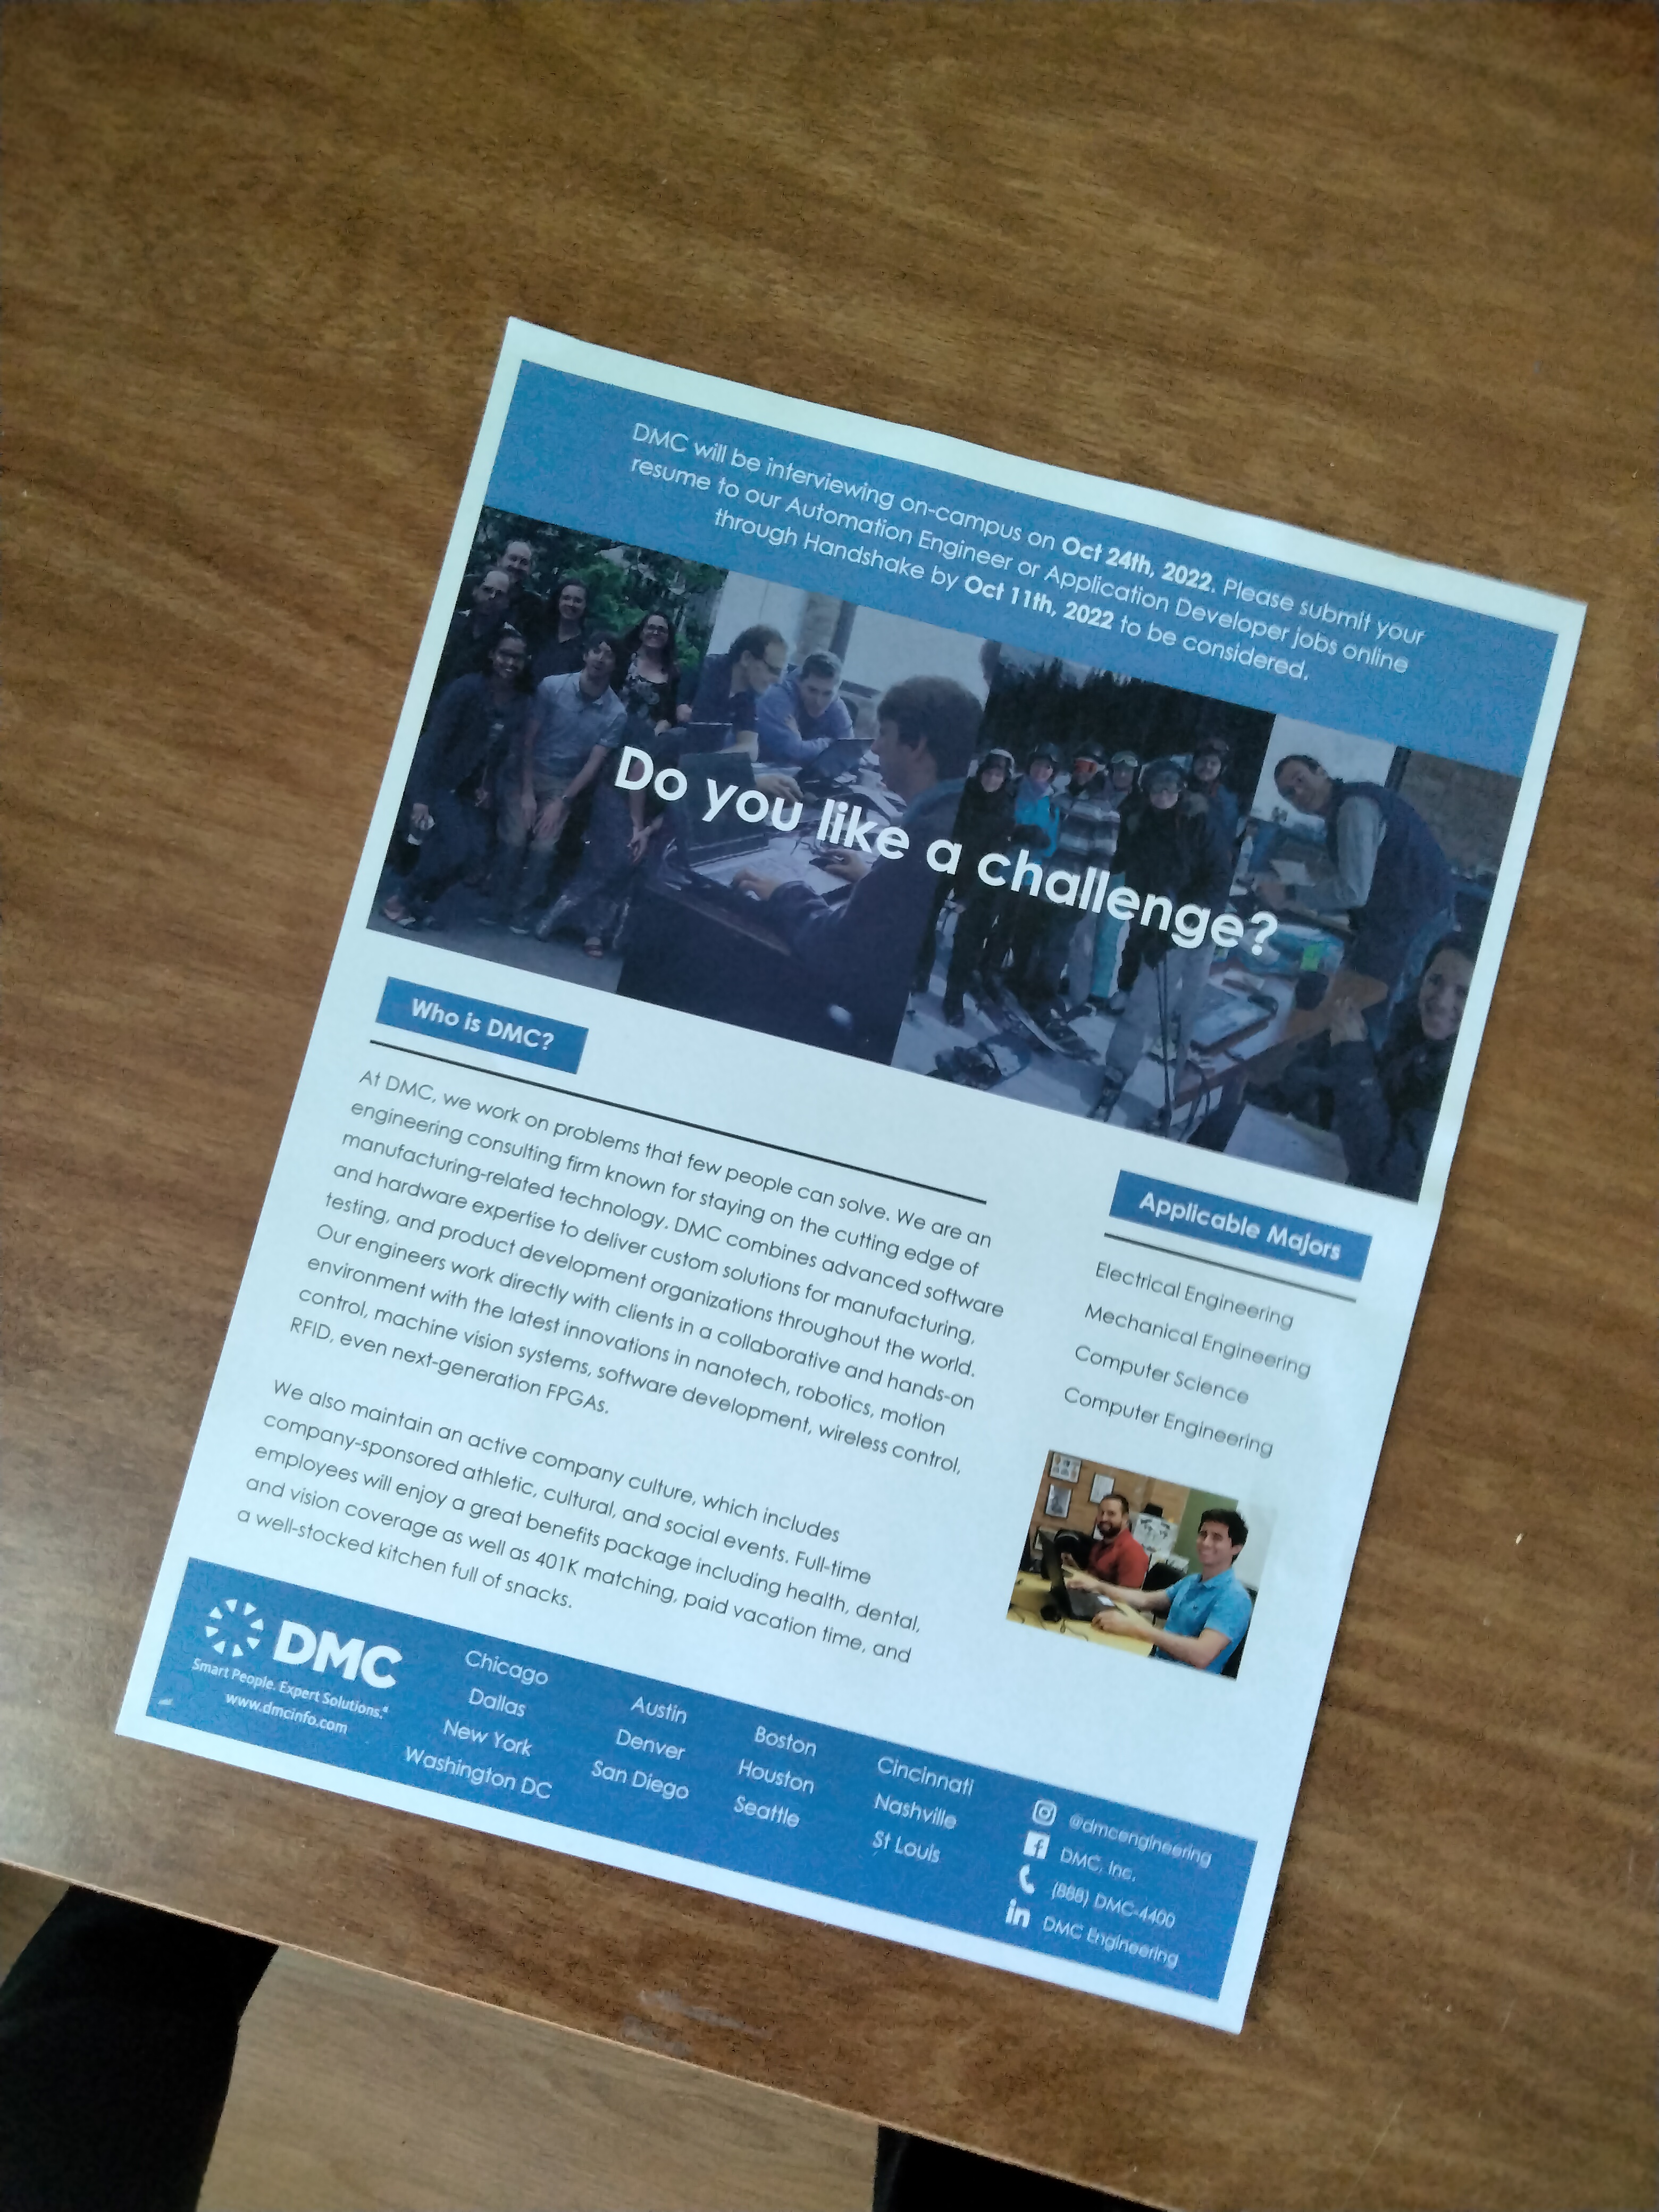 DMC will be interviewing on-campus on Oct 24th, 2022. Please submit your
resume to our Automation Engineer or Application Developer jobs online
through Handshake by Oct 11th, 2022 to be considered.
Do you like a challenge?
Who is DMC?
At DMC, we work on problems that few people can solve. We are an
engineering consulting firm known for staying on the cutting edge of
manufacturing-related technology. DMC combines advanced software
and hardware expertise to deliver custom solutions for manufacturing,
testing, and product development organizations throughout the world.
Our engineers work directly with clients in a collaborative and hands-on
environment with the latest innovations in nanotech, robotics, motion
control, machine vision systems, software development, wireless control,
RFID, even next-generation FPGAs.
We also maintain an active company culture, which includes
company-sponsored athletic, cultural, and social events. Full-time
employees will enjoy a great benefits package including health, dental,
and vision coverage as well as 401K matching, paid vacation time, and
a well-stocked kitchen full of snacks.
Applicable Majors
Electrical Engineering
Mechanical Engineering
Computer Science
Computer Engineering
DMC
Smart People. Expert Solutions.®
www.dmcinfo.com
Chicago
Dallas
New York
Washington DC
Austin
Denver
San Diego
Boston
Houston
Seattle
Cincinnati
Nashville
St Louis
@dmcengineering
DMC, Inc.
(888) DMC-4400
in DMC Engineering